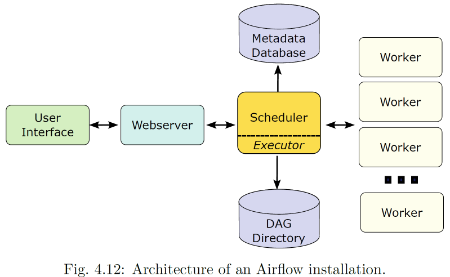 Metadata
Database
User
Interface
Webserver
Scheduler
Executor
Worker
Worker
Worker
Worker
DAG
Directory
Fig. 4.12: Architecture of an Airflow installation.